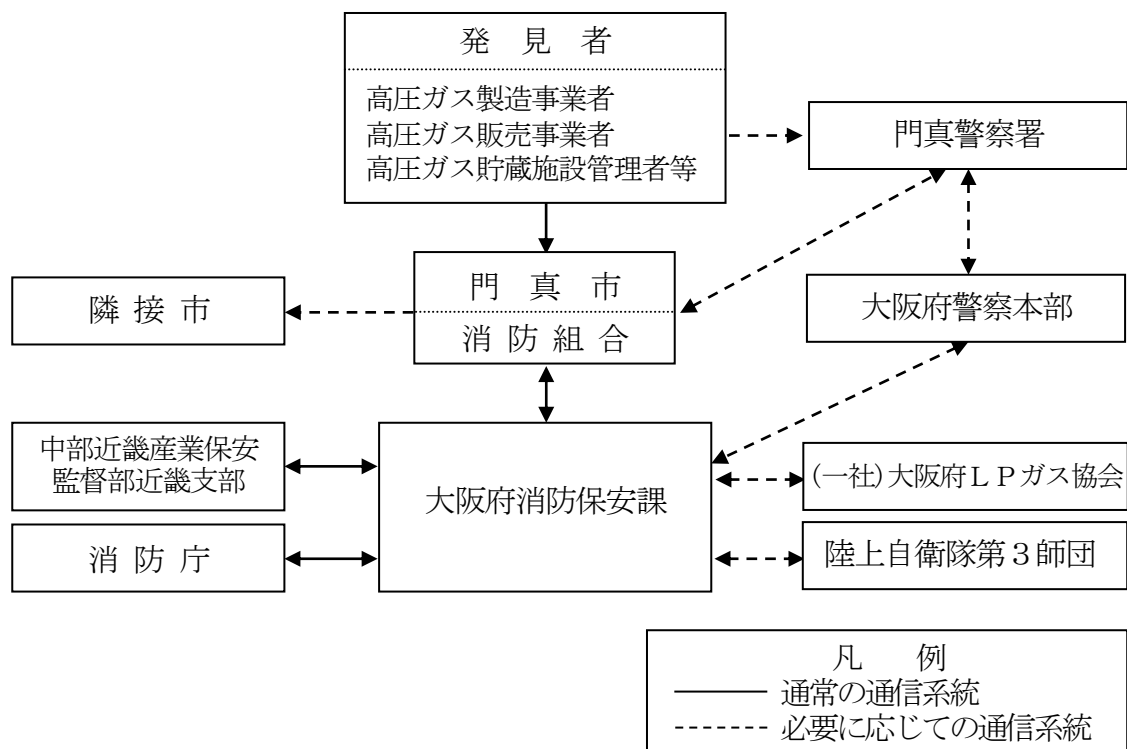 発 見 者
高圧ガス製造事業者
高圧ガス販売事業者
高圧ガス貯蔵施設管理者等
門真警察署
門 真 市
消 防 組 合
隣 接 市
大阪府警察本部
中部近畿産業保安
監督部近畿支部
大阪府消防保安課
(一社)大阪府LPガス協会
消 防 庁
陸上自衛隊第3師団
凡 例
通常の通信系統
必要に応じての通信系統